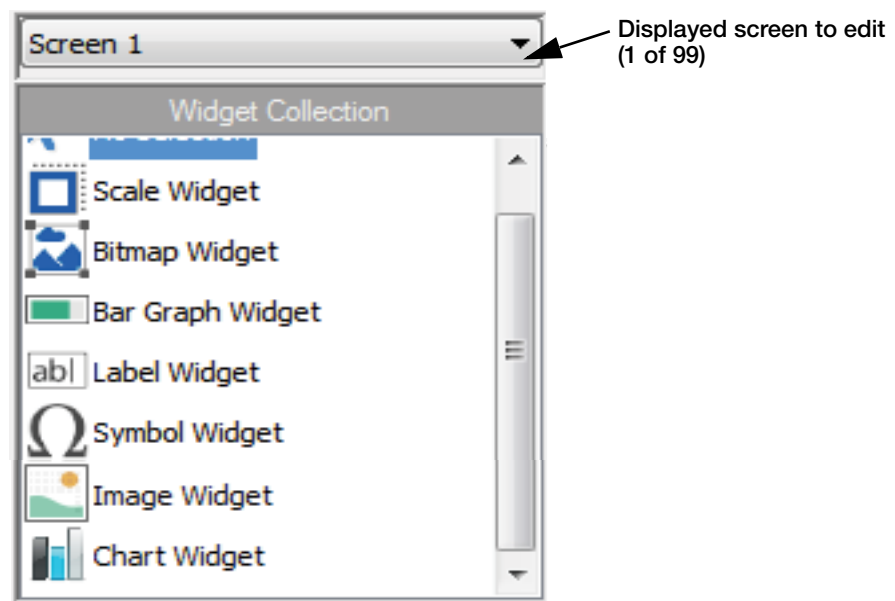 Screen 1
Displayed screen to edit
(1 of 99)
Widget Collection
Scale Widget
Bitmap Widget
Bar Graph Widget
abl Label Widget
Symbol Widget
Image Widget
Chart Widget